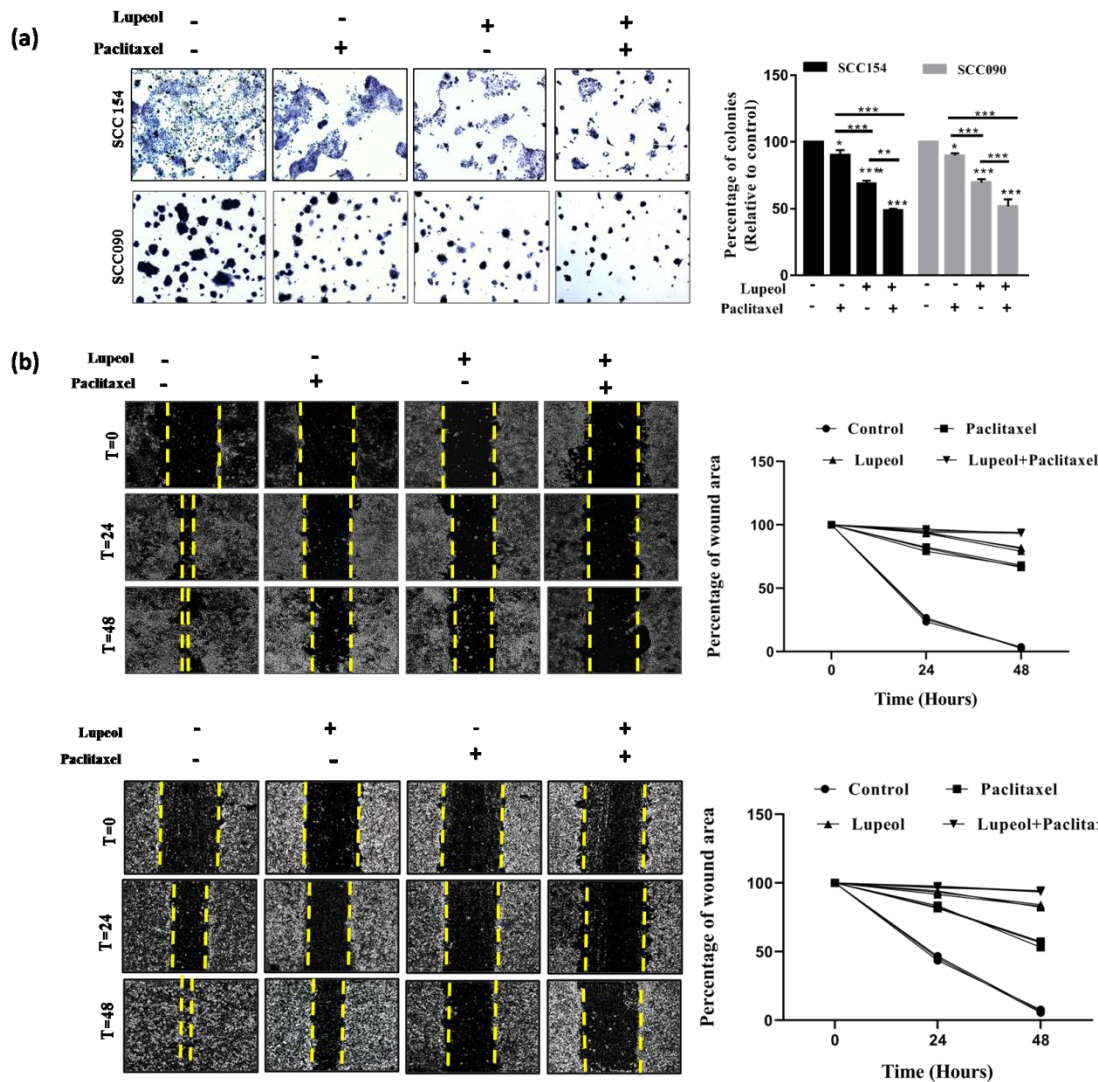 (a)
Lupeol - - + +
Paclitaxel - + - +
SCC154
SCC090
150
100
50
0
Percentage of colonies
(Relative to control)
SCC154 SCC090
***
***
**
*
****
***
***
***
***
*
***
***
Lupeol - - + + - - + +
Paclitaxel - + - + - + - +
(b)
Lupeol - - + +
Paclitaxel - + - +
T=0
T=24
T=48
Control Paclitaxel
Lupeol Lupeol+Paclitaxel
Percentage of wound area
150
100
50
0
0 24 48
Time (Hours)
Lupeol - + - +
Paclitaxel - - + +
T=0
T=24
T=48
Control Paclitaxel
Lupeol Lupeol+Paclita
Percentage of wound area
150
100
50
0
0 24 48
Time (Hours)